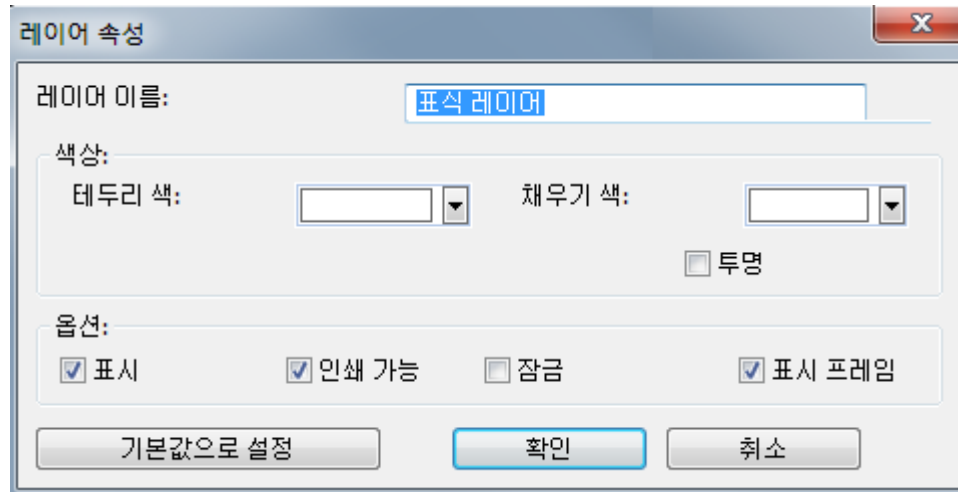 레이어 속성
레이어 이름: 표식 레이어
색상:
테두리 색: 채우기 색:
투명
옵션:
표시 인쇄 가능 잠금 표시 프레임
기본값으로 설정 확인 취소